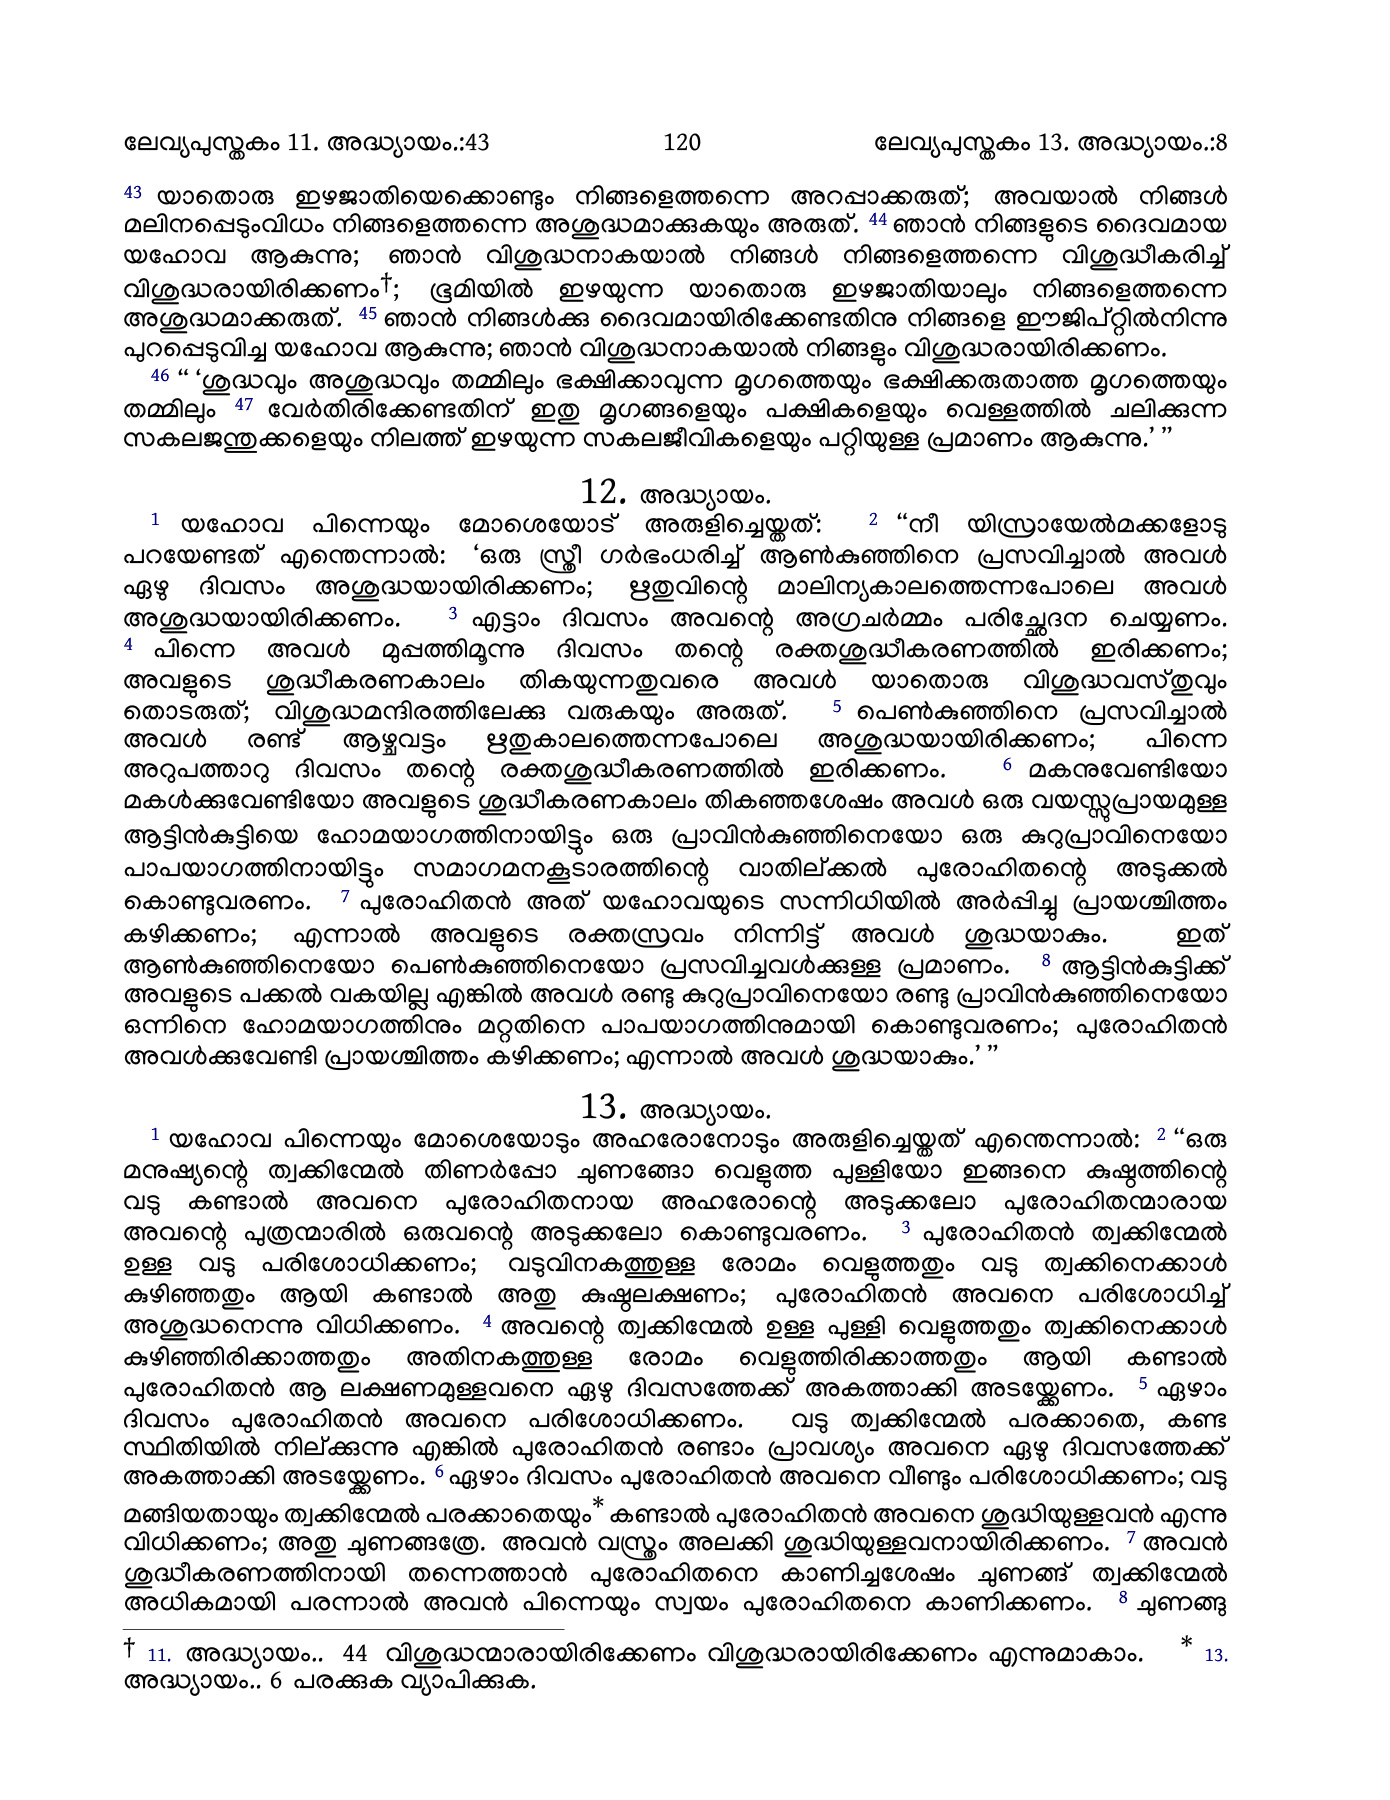 ലേവ്യപുസ്തകം 11. അദ്ധ്യായം.:43 120 ലേവ്യപുസ്തകം 13. അദ്ധ്യായം.:8
43 യാതൊരു ഇഴജാതിയെക്കൊണ്ടും നിങ്ങളെത്തന്നെ അറപ്പാക്കരുത്; അവയാൽ നിങ്ങൾ
മലിനപ്പെടുംവിധം നിങ്ങളെത്തന്നെ അശുദ്ധമാക്കുകയും അരുത്. 44 ഞാൻ നിങ്ങളുടെ ദൈവമായ
യഹോവ ആകുന്നു; ഞാൻ വിശുദ്ധനാകയാൽ നിങ്ങൾ നിങ്ങളെത്തന്നെ വിശുദ്ധീകരിച്ച്
വിശുദ്ധരായിരിക്കണം†; ഭൂമിയിൽ ഇഴയുന്ന യാതൊരു ഇഴജാതിയാലും നിങ്ങളെത്തന്നെ
അശുദ്ധമാക്കരുത്. 45 ഞാൻ നിങ്ങൾക്കു ദൈവമായിരിക്കേണ്ടതിനു നിങ്ങളെ ഈജിപ്റ്റിൽനിന്നു
പുറപ്പെടുവിച്ച യഹോവ ആകുന്നു; ഞാൻ വിശുദ്ധനാകയാൽ നിങ്ങളും വിശുദ്ധരായിരിക്കണം.
46 “ ‘ശുദ്ധവും അശുദ്ധവും തമ്മിലും ഭക്ഷിക്കാവുന്ന മൃഗത്തെയും ഭക്ഷിക്കരുതാത്ത മൃഗത്തെയും
തമ്മിലും 47 വേർതിരിക്കേണ്ടതിന് ഇതു മൃഗങ്ങളെയും പക്ഷികളെയും വെള്ളത്തിൽ ചലിക്കുന്ന
സകലജന്തുക്കളെയും നിലത്ത് ഇഴയുന്ന സകലജീവികളെയും പറ്റിയുള്ള പ്രമാണം ആകുന്നു.’ ”
12. അദ്ധ്യായം.
1 യഹോവ പിന്നെയും മോശെയോട് അരുളിച്ചെയ്തത്: 2 “നീ യിസ്രായേൽമക്കളോടു
പറയേണ്ടത് എന്തെന്നാൽ: ‘ഒരു സ്ത്രീ ഗർഭംധരിച്ച് ആൺകുഞ്ഞിനെ പ്രസവിച്ചാൽ അവൾ
ഏഴു ദിവസം അശുദ്ധയായിരിക്കണം; ഋതുവിന്റെ മാലിന്യകാലത്തെന്നപോലെ അവൾ
അശുദ്ധയായിരിക്കണം. 3 എട്ടാം ദിവസം അവന്റെ അഗ്രചർമ്മം പരിച്ഛേദന ചെയ്യണം.
4 പിന്നെ അവൾ മുപ്പത്തിമൂന്നു ദിവസം തന്റെ രക്തശുദ്ധീകരണത്തിൽ ഇരിക്കണം;
അവളുടെ ശുദ്ധീകരണകാലം തികയുന്നതുവരെ അവൾ യാതൊരു വിശുദ്ധവസ്തുവും
തൊടരുത്; വിശുദ്ധമന്ദിരത്തിലേക്കു വരുകയും അരുത്. 5 പെൺകുഞ്ഞിനെ പ്രസവിച്ചാൽ
അവൾ രണ്ട് ആഴ്ചവട്ടം ഋതുകാലത്തെന്നപോലെ അശുദ്ധയായിരിക്കണം; പിന്നെ
അറുപത്താറു ദിവസം തന്റെ രക്തശുദ്ധീകരണത്തിൽ ഇരിക്കണം. 6 മകനുവേണ്ടിയോ
മകൾക്കുവേണ്ടിയോ അവളുടെ ശുദ്ധീകരണകാലം തികഞ്ഞശേഷം അവൾ ഒരു വയസ്സുപ്രായമുള്ള
ആട്ടിൻകുട്ടിയെ ഹോമയാഗത്തിനായിട്ടും ഒരു പ്രാവിൻകുഞ്ഞിനെയോ ഒരു കുറുപ്രാവിനെയോ
പാപയാഗത്തിനായിട്ടും സമാഗമനകൂടാരത്തിന്റെ വാതില്ക്കൽ പുരോഹിതന്റെ അടുക്കൽ
കൊണ്ടുവരണം. 7 പുരോഹിതൻ അത് യഹോവയുടെ സന്നിധിയിൽ അർപ്പിച്ചു പ്രായശ്ചിത്തം
കഴിക്കണം; എന്നാൽ അവളുടെ രക്തസ്രവം നിന്നിട്ട് അവൾ ശുദ്ധയാകും. ഇത്
ആൺകുഞ്ഞിനെയോ പെൺകുഞ്ഞിനെയോ പ്രസവിച്ചവൾക്കുള്ള പ്രമാണം. 8 ആട്ടിൻകുട്ടിക്ക്
അവളുടെ പക്കൽ വകയില്ല എങ്കിൽ അവൾ രണ്ടു കുറുപ്രാവിനെയോ രണ്ടു പ്രാവിൻകുഞ്ഞിനെയോ
ഒന്നിനെ ഹോമയാഗത്തിനും മറ്റതിനെ പാപയാഗത്തിനുമായി കൊണ്ടുവരണം; പുരോഹിതൻ
അവൾക്കുവേണ്ടി പ്രായശ്ചിത്തം കഴിക്കണം; എന്നാൽ അവൾ ശുദ്ധയാകും.’ ”
13. അദ്ധ്യായം.
1 യഹോവ പിന്നെയും മോശെയോടും അഹരോനോടും അരുളിച്ചെയ്തത് എന്തെന്നാൽ: 2 “ഒരു
മനുഷ്യന്റെ ത്വക്കിന്മേൽ തിണർപ്പോ ചുണങ്ങോ വെളുത്ത പുള്ളിയോ ഇങ്ങനെ കുഷ്ഠത്തിന്റെ
വടു കണ്ടാൽ അവനെ പുരോഹിതനായ അഹരോന്റെ അടുക്കലോ പുരോഹിതന്മാരായ
അവന്റെ പുത്രന്മാരിൽ ഒരുവന്റെ അടുക്കലോ കൊണ്ടുവരണം. 3 പുരോഹിതൻ ത്വക്കിന്മേൽ
ഉള്ള വടു പരിശോധിക്കണം; വടുവിനകത്തുള്ള രോമം വെളുത്തതും വടു ത്വക്കിനെക്കാൾ
കുഴിഞ്ഞതും ആയി കണ്ടാൽ അതു കുഷ്ഠലക്ഷണം; പുരോഹിതൻ അവനെ പരിശോധിച്ച്
അശുദ്ധനെന്നു വിധിക്കണം. 4 അവന്റെ ത്വക്കിന്മേൽ ഉള്ള പുള്ളി വെളുത്തതും ത്വക്കിനെക്കാൾ
കുഴിഞ്ഞിരിക്കാത്തതും അതിനകത്തുള്ള രോമം വെളുത്തിരിക്കാത്തതും ആയി കണ്ടാൽ
പുരോഹിതൻ ആ ലക്ഷണമുള്ളവനെ ഏഴു ദിവസത്തേക്ക് അകത്താക്കി അടയ്ക്കേണം. 5 ഏഴാം
ദിവസം പുരോഹിതൻ അവനെ പരിശോധിക്കണം. വടു ത്വക്കിന്മേൽ പരക്കാതെ, കണ്ട
സ്ഥിതിയിൽ നില്ക്കുന്നു എങ്കിൽ പുരോഹിതൻ രണ്ടാം പ്രാവശ്യം അവനെ ഏഴു ദിവസത്തേക്ക്
അകത്താക്കി അടയ്ക്കേണം. 6 ഏഴാം ദിവസം പുരോഹിതൻ അവനെ വീണ്ടും പരിശോധിക്കണം; വടു
മങ്ങിയതായും ത്വക്കിന്മേൽ പരക്കാതെയും* കണ്ടാൽ പുരോഹിതൻ അവനെ ശുദ്ധിയുള്ളവൻ എന്നു
വിധിക്കണം; അതു ചുണങ്ങത്രേ. അവൻ വസ്ത്രം അലക്കി ശുദ്ധിയുള്ളവനായിരിക്കണം. 7 അവൻ
ശുദ്ധീകരണത്തിനായി തന്നെത്താൻ പുരോഹിതനെ കാണിച്ചശേഷം ചുണങ്ങ് ത്വക്കിന്മേൽ
അധികമായി പരന്നാൽ അവൻ പിന്നെയും സ്വയം പുരോഹിതനെ കാണിക്കണം. 8 ചുണങ്ങു
† 11. അദ്ധ്യായം.. 44 വിശുദ്ധന്മാരായിരിക്കേണം വിശുദ്ധരായിരിക്കേണം എന്നുമാകാം. * 13.
അദ്ധ്യായം.. 6 പരക്കുക വ്യാപിക്കുക.